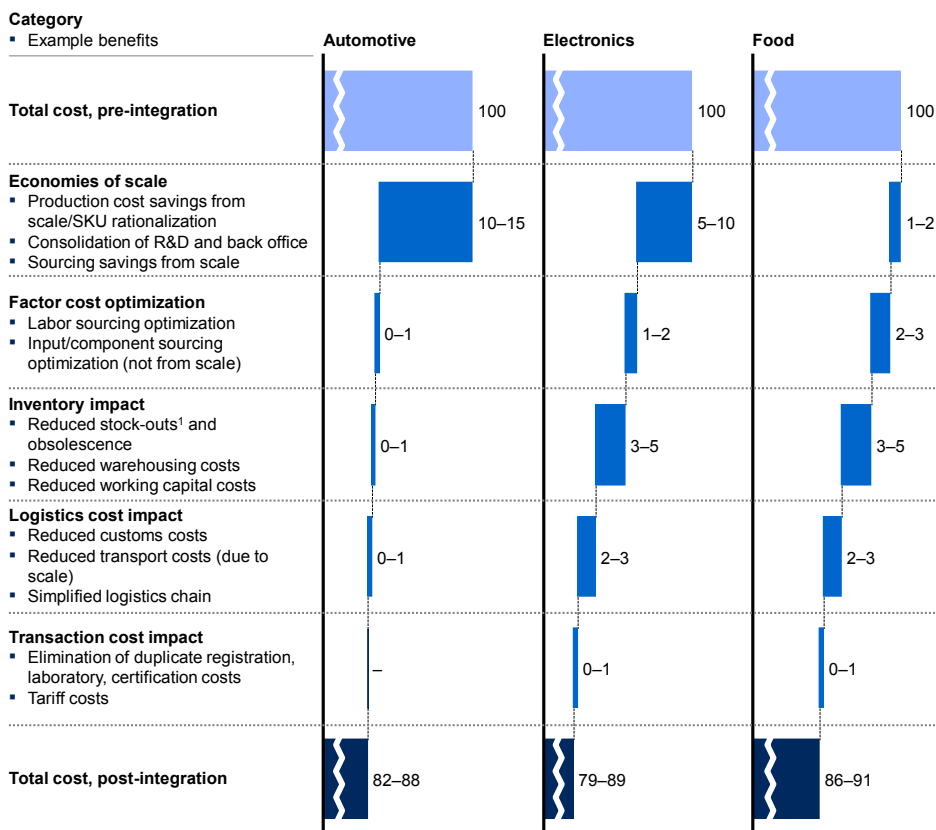 Category
▪ Example benefits
Automotive
Electronics
Food
Total cost, pre-integration
100
100
100
Economies of scale
▪ Production cost savings from
scale/SKU rationalization
▪ Consolidation of R&D and back office
▪ Sourcing savings from scale
10–15
5–10
1–2
Factor cost optimization
▪ Labor sourcing optimization
▪ Input/component sourcing
optimization (not from scale)
0–1
1–2
2–3
Inventory impact
▪ Reduced stock-outs¹ and
obsolescence
▪ Reduced warehousing costs
▪ Reduced working capital costs
0–1
3–5
3–5
Logistics cost impact
▪ Reduced customs costs
▪ Reduced transport costs (due to
scale)
▪ Simplified logistics chain
0–1
2–3
2–3
Transaction cost impact
▪ Elimination of duplicate registration,
laboratory, certification costs
▪ Tariff costs
–
0–1
0–1
Total cost, post-integration
82–88
79–89
86–91